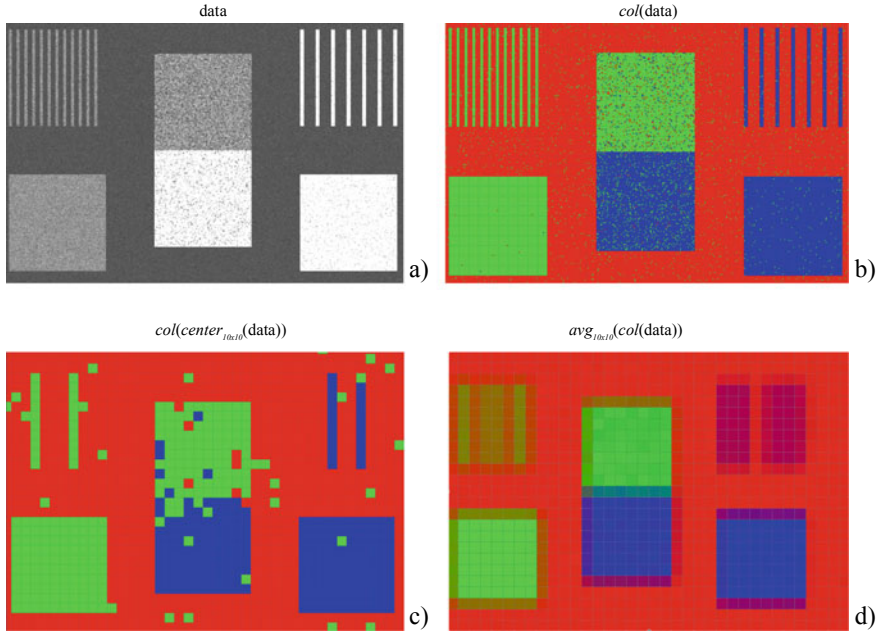 data
col(data)
a)
b)
col(center10x10(data))
avg10x10(col(data))
c)
d)